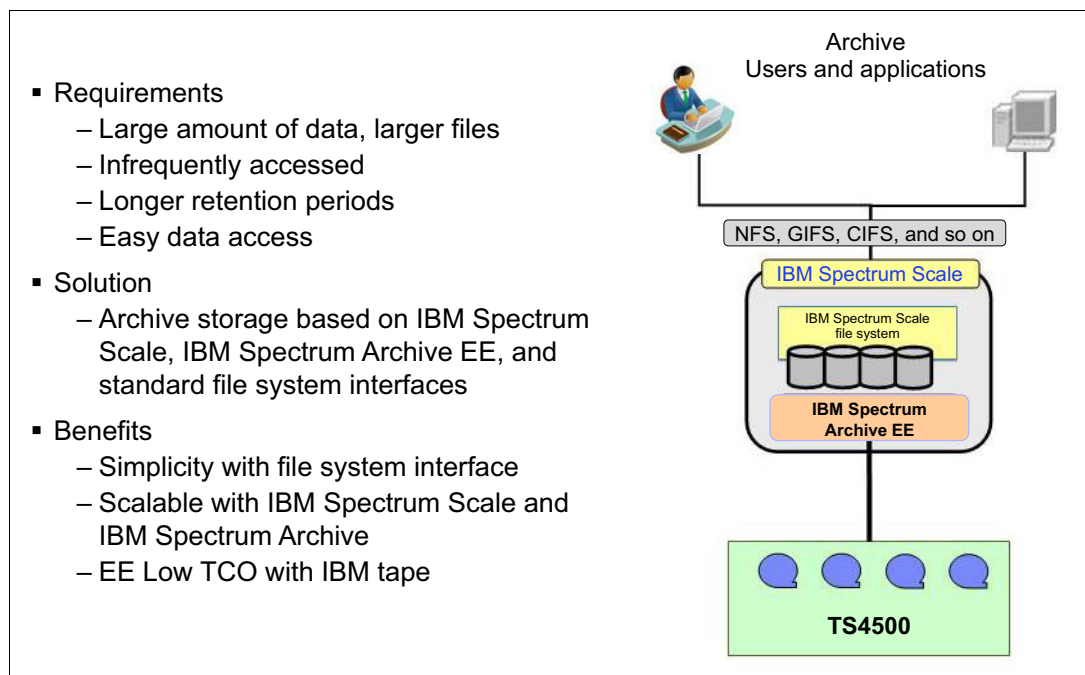 ▪ Requirements
– Large amount of data, larger files
– Infrequently accessed
– Longer retention periods
– Easy data access
▪ Solution
– Archive storage based on IBM Spectrum
Scale, IBM Spectrum Archive EE, and
standard file system interfaces
▪ Benefits
– Simplicity with file system interface
– Scalable with IBM Spectrum Scale and
IBM Spectrum Archive
– EE Low TCO with IBM tape
Archive
Users and applications
NFS, GIFS, CIFS, and so on
IBM Spectrum Scale
IBM Spectrum Scale
file system
IBM Spectrum
Archive EE
TS4500